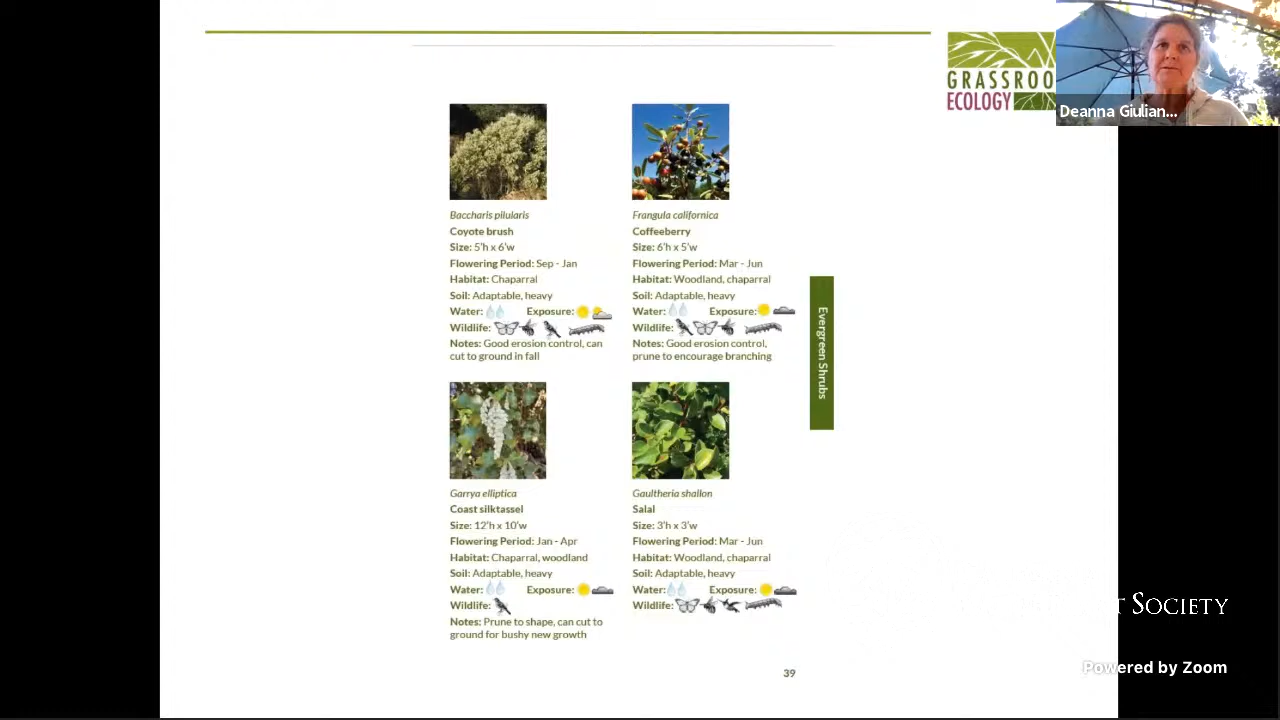 GRASSROO
ECOLOGY
Deanna Giulian...
Baccharis pilularis
Coyote brush
Size: 5'h x 6'w
Flowering Period: Sep - Jan
Habitat: Chaparral
Soil: Adaptable, heavy
Water: Exposure:
Wildlife:
Notes: Good erosion control, can
cut to ground in fall
Frangula californica
Coffeeberry
Size: 6'h x 5'w
Flowering Period: Mar - Jun
Habitat: Woodland, chaparral
Soil: Adaptable, heavy
Water: Exposure:
Wildlife:
Notes: Good erosion control,
prune to encourage branching
Evergreen Shrubs
Garrya elliptica
Coast silktassel
Size: 12'h x 10'w
Flowering Period: Jan - Apr
Habitat: Chaparral, woodland
Soil: Adaptable, heavy
Water: Exposure:
Wildlife:
Notes: Prune to shape, can cut to
ground for bushy new growth
Gaultheria shallon
Salal
Size: 3'h x 3'w
Flowering Period: Mar - Jun
Habitat: Woodland, chaparral
Soil: Adaptable, heavy
Water: Exposure:
Wildlife:
39
T SOCIETY
Powered by Zoom